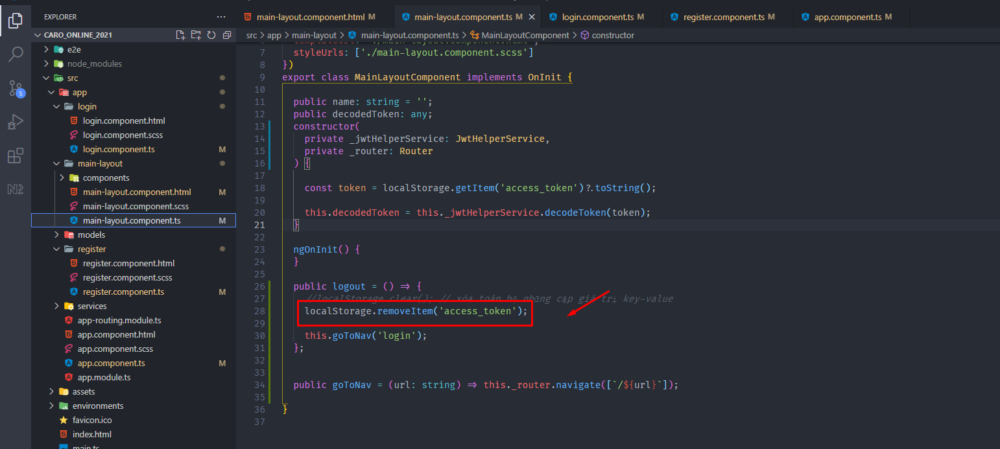 EXPLORER
CARO_ONLINE_2021
e2e
node_modules
src
app
login
login.component.html
login.component.scss
login.component.ts M
main-layout
components
main-layout.component.html M
main-layout.component.scss
main-layout.component.ts M
models
register
register.component.html
register.component.scss
register.component.ts M
services
app-routing.module.ts
app.component.html
app.component.scss
app.component.ts M
app.module.ts
assets
environments
favicon.ico
index.html
main.ts
5
main-layout.component.html M
main-layout.component.ts M
login.component.ts M
register.component.ts M
app.component.ts M
src > app > main-layout > main-layout.component.ts > MainLayoutComponent > constructor
7 styleUrls: ['./main-layout.component.scss']
8 })
9 export class MainLayoutComponent implements OnInit {
10
11 public name: string = '';
12 public decodedToken: any;
13 constructor(
14 private _jwtHelperService: JwtHelperService,
15 private _router: Router
16 ) {
17
18 const token = localStorage.getItem('access_token')?.toString();
19
20 this.decodedToken = this._jwtHelperService.decodeToken(token);
21 }
22
23 ngOnInit() {
24 }
25
26 public logout = () => {
27 //localStorage.clear(); // xóa toàn bộ những cặp giá trị key-value
28 localStorage.removeItem('access_token');
29
30 this.goToNav('login');
31 };
32
33
34 public goToNav = (url: string) => this._router.navigate([`/${url}`]);
35
36 }
37